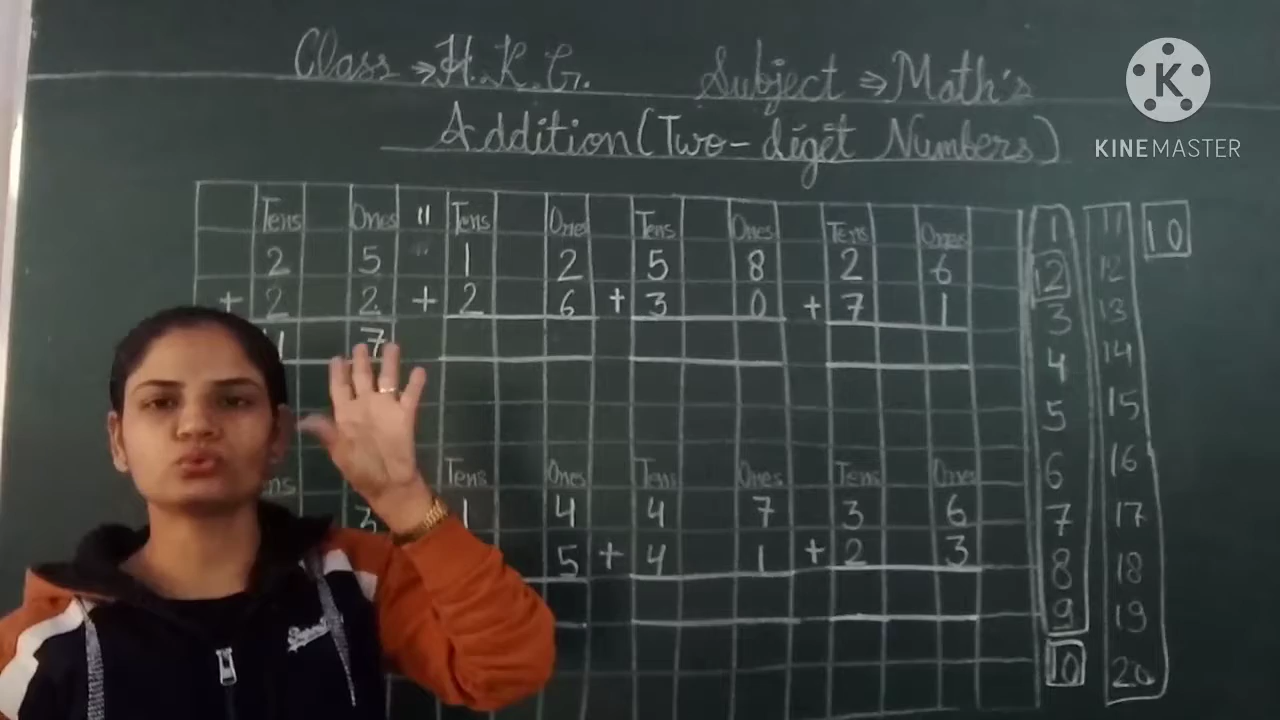 Class → H.K.G. Subject ⇒ Math's
KINEMASTER
Addition (Two-digit Numbers)
Tens Ones " Tens Ones Tens Ones Tens Ones
2 5 " 1 2 5 8 2 6
+ 2 2 + 2 6 + 3 0 + 7 1
7
Tens Ones Tens Ones Tens Ones
3 1 4 4 7 3 6
5 + 4 1 + 2 3
1
12
3
4
5
6
7
8
9
10
11
12
13
14
15
16
17
18
19
20
10
Superdry